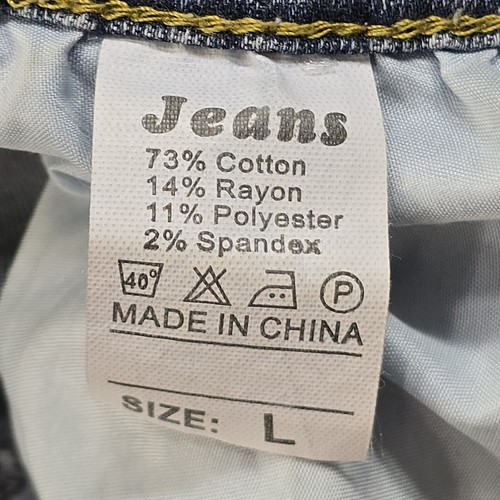 Jeans
73% Cotton
14% Rayon
11% Polyester
2% Spandex
40° P
MADE IN CHINA
SIZE: L